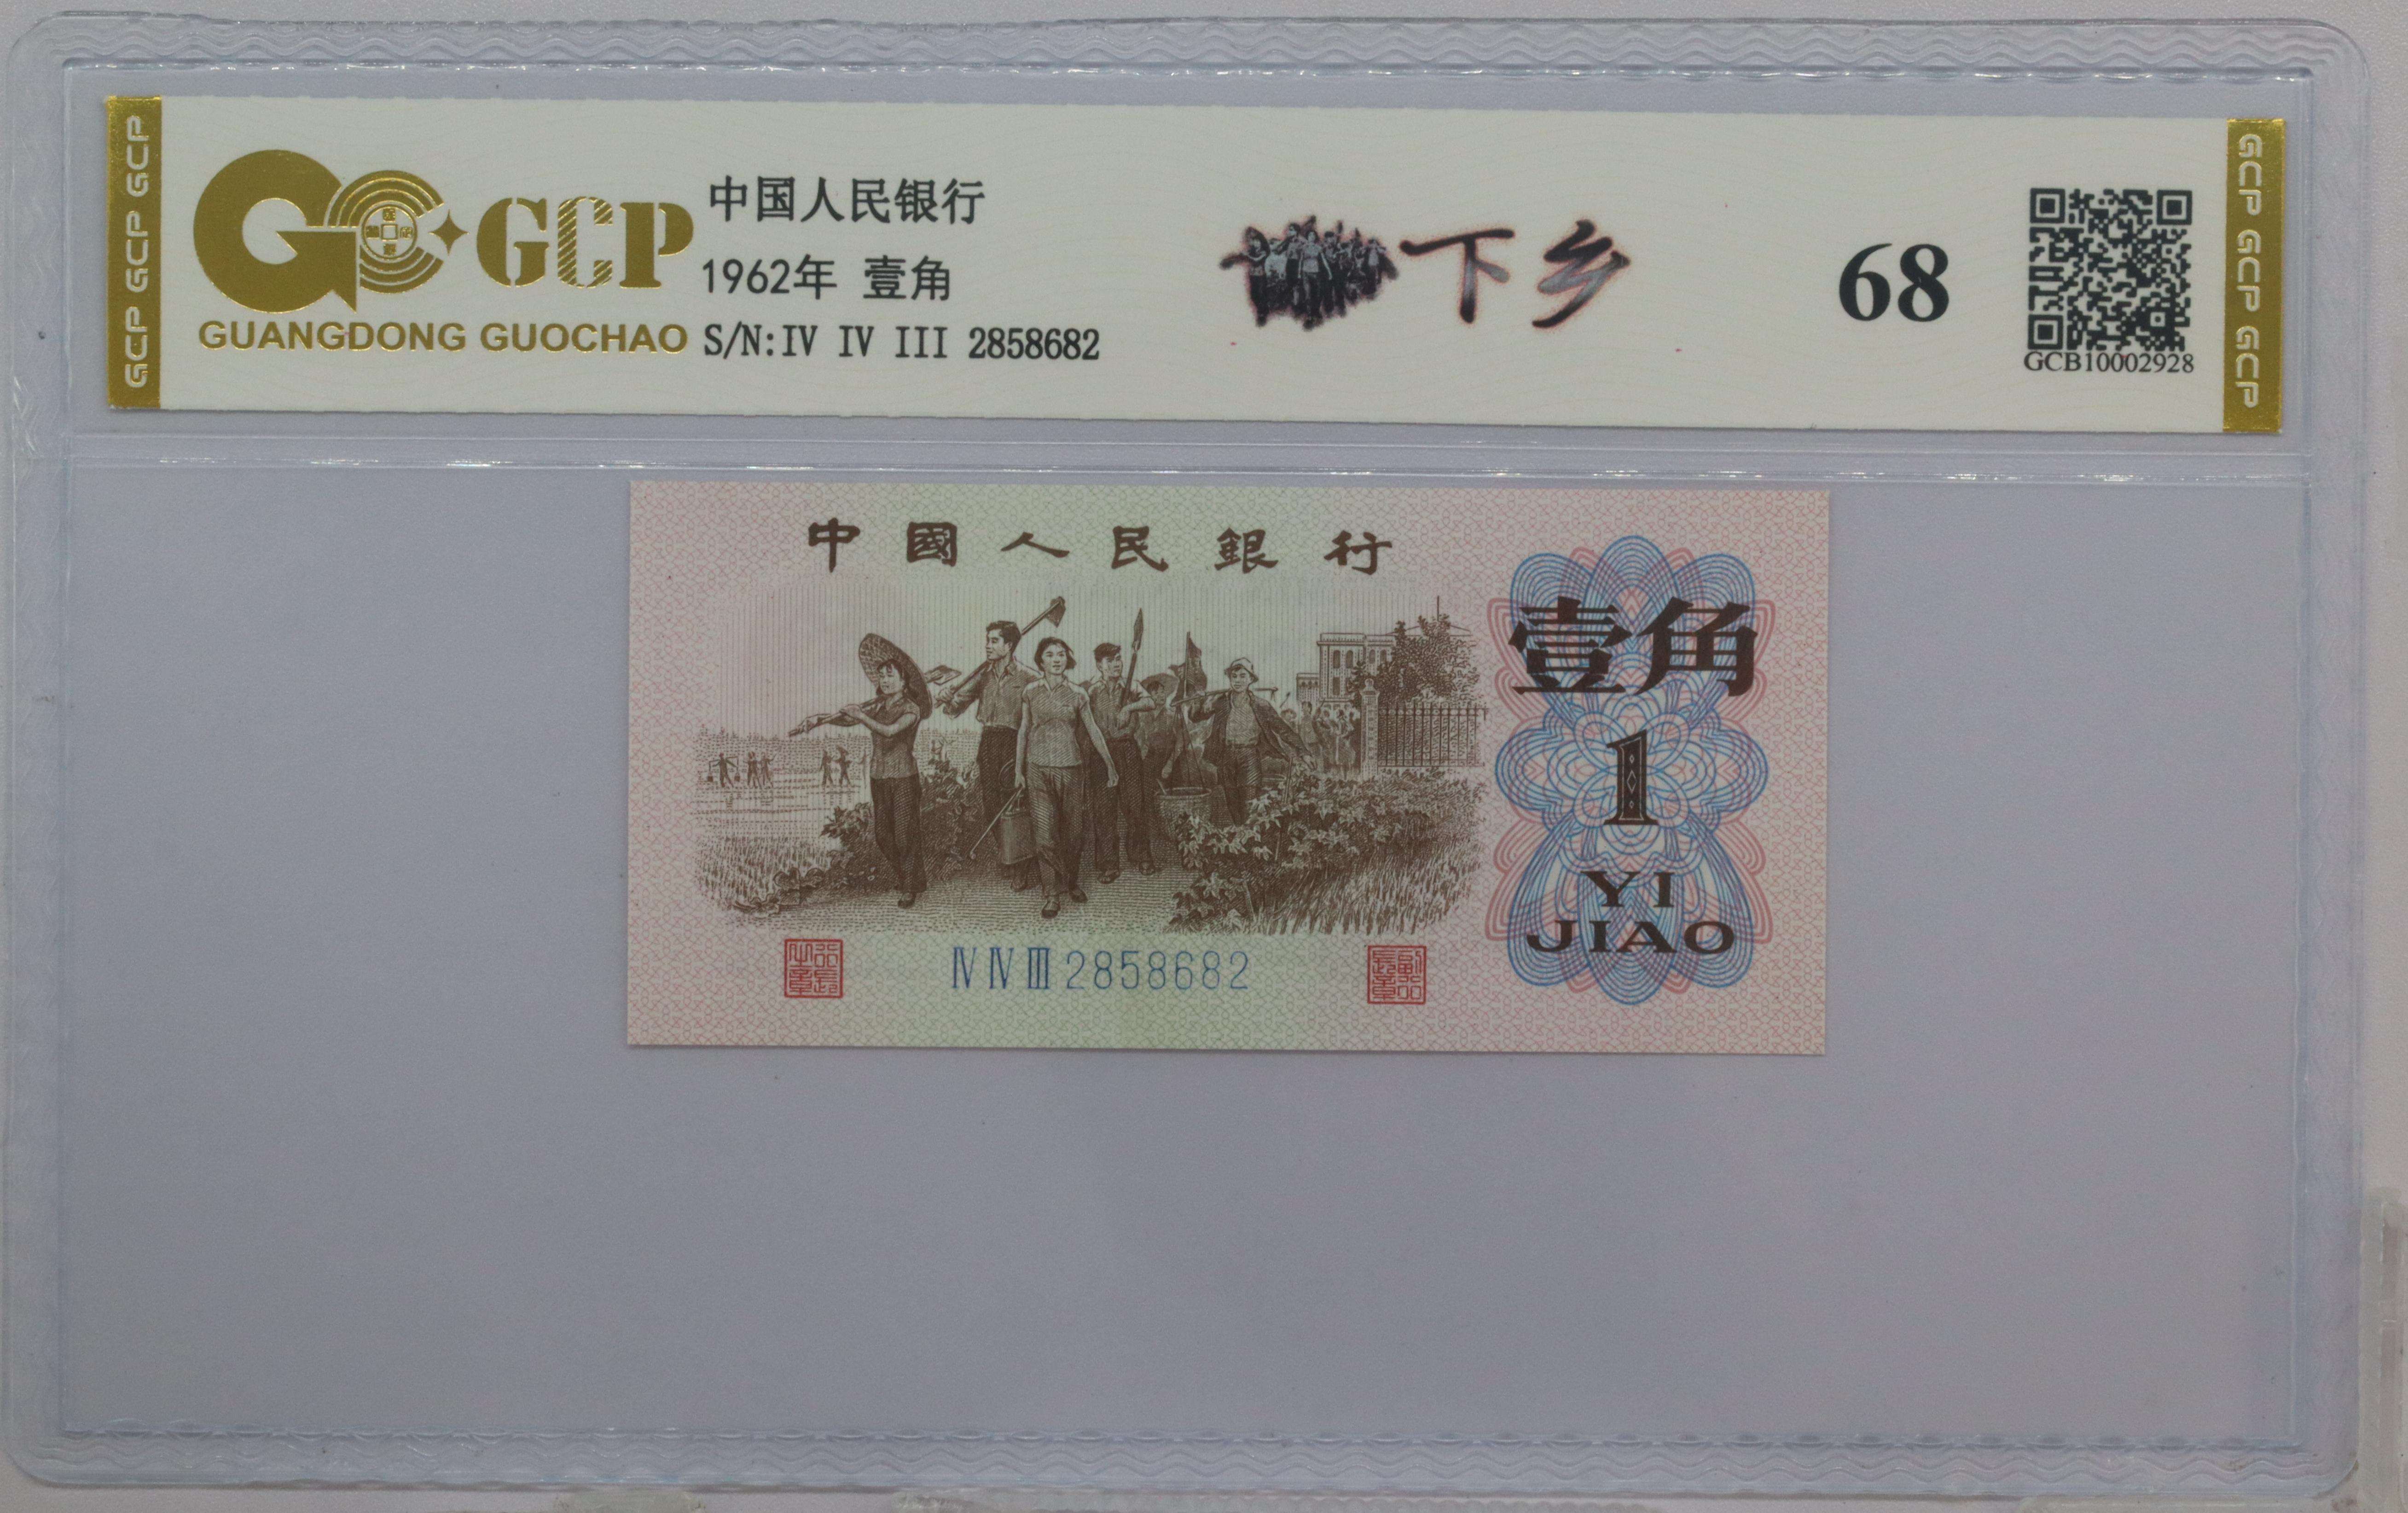 GCP GCP GCP
GCP
GUANGDONG GUOCHAO
中国人民银行
1962年 壹角
S/N:IV IV III 2858682
下乡
68
GCB10002928
GCP GCP GCP
中國人民銀行
壹角
1
YI
JIAO
Ⅳ Ⅳ Ⅲ 2858682